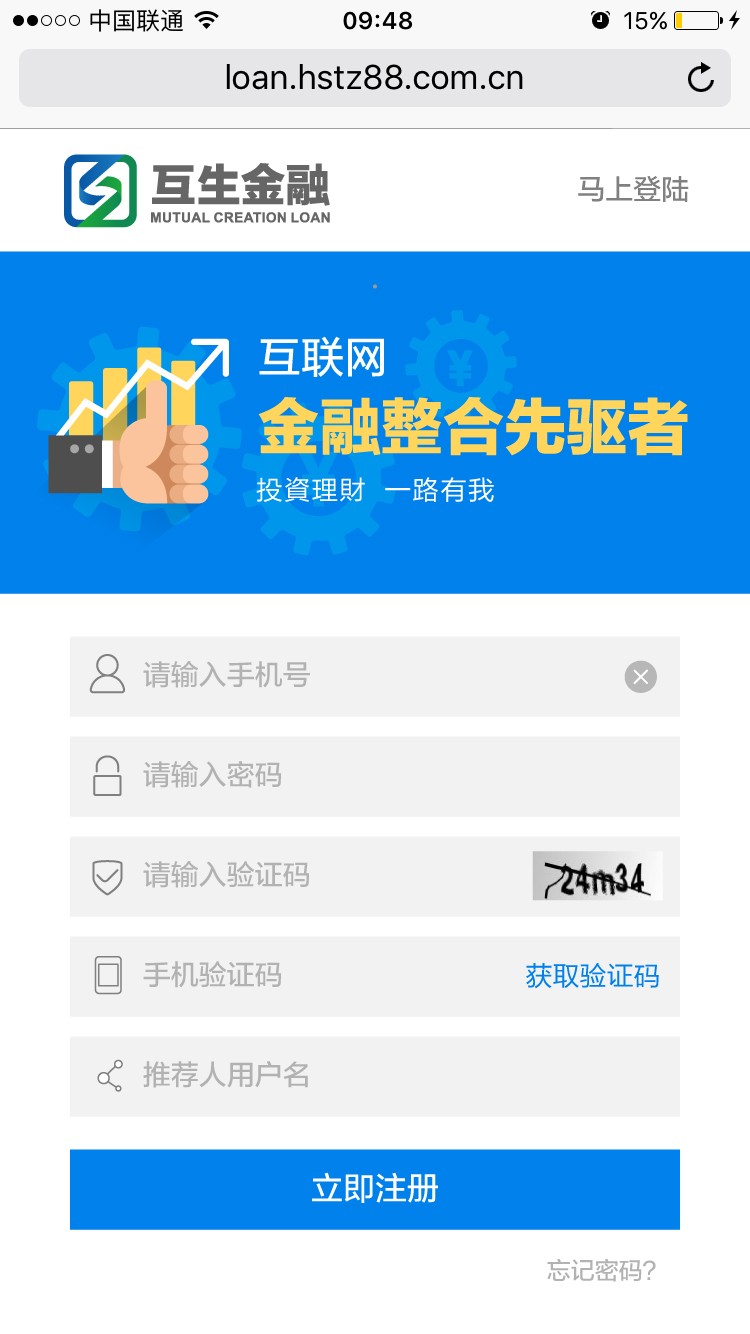 中国联通 09:48 15%
loan.hstz88.com.cn
互生金融
MUTUAL CREATION LOAN
马上登陆
互联网
金融整合先驱者
投資理財 一路有我
请输入手机号
请输入密码
请输入验证码 724m34
手机验证码 获取验证码
推荐人用户名
立即注册
忘记密码?